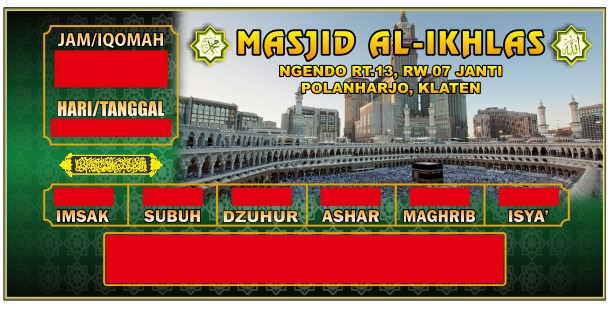 JAM/IQOMAH
HARI/TANGGAL
MASJID AL-IKHLAS
NGENDO RT.13, RW 07 JANTI
POLANHARJO, KLATEN
IMSAK
SUBUH
DZUHUR
ASHAR
MAGHRIB
ISYA'